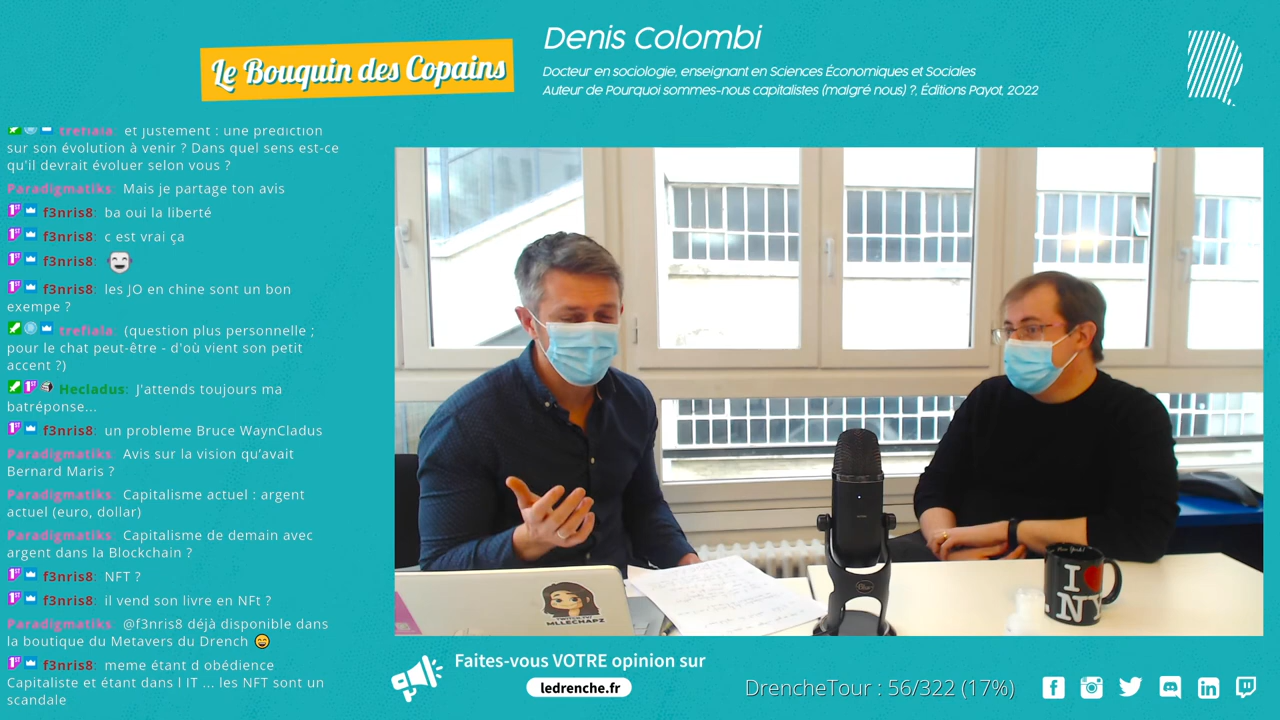 Le Bouquin des Copains
Denis Colombi
Docteur en sociologie, enseignant en Sciences Économiques et Sociales
Auteur de Pourquoi sommes-nous capitalistes (malgré nous) ?, Éditions Payot, 2022
trefiala: et justement : une prédiction
sur son évolution à venir ? Dans quel sens est-ce
qu'il devrait évoluer selon vous ?
Paradigmatiks: Mais je partage ton avis
f3nris8: ba oui la liberté
f3nris8: c est vrai ça
f3nris8:
f3nris8: les JO en chine sont un bon
exempe ?
trefiala: (question plus personnelle ;
pour le chat peut-être - d'où vient son petit
accent ?)
Hecladus: J'attends toujours ma
batréponse...
f3nris8: un probleme Bruce WaynCladus
Paradigmatiks: Avis sur la vision qu'avait
Bernard Maris ?
Paradigmatiks: Capitalisme actuel : argent
actuel (euro, dollar)
Paradigmatiks: Capitalisme de demain avec
argent dans la Blockchain ?
f3nris8: NFT ?
f3nris8: il vend son livre en NFt ?
Paradigmatiks: @f3nris8 déjà disponible dans
la boutique du Metavers du Drench 😄
f3nris8: meme étant d obédience
Capitaliste et étant dans l IT ... les NFT sont un
scandale
MLLECHAPZ
I
NY
Faites-vous VOTRE opinion sur
ledrenche.fr
DrencheTour : 56/322 (17%)